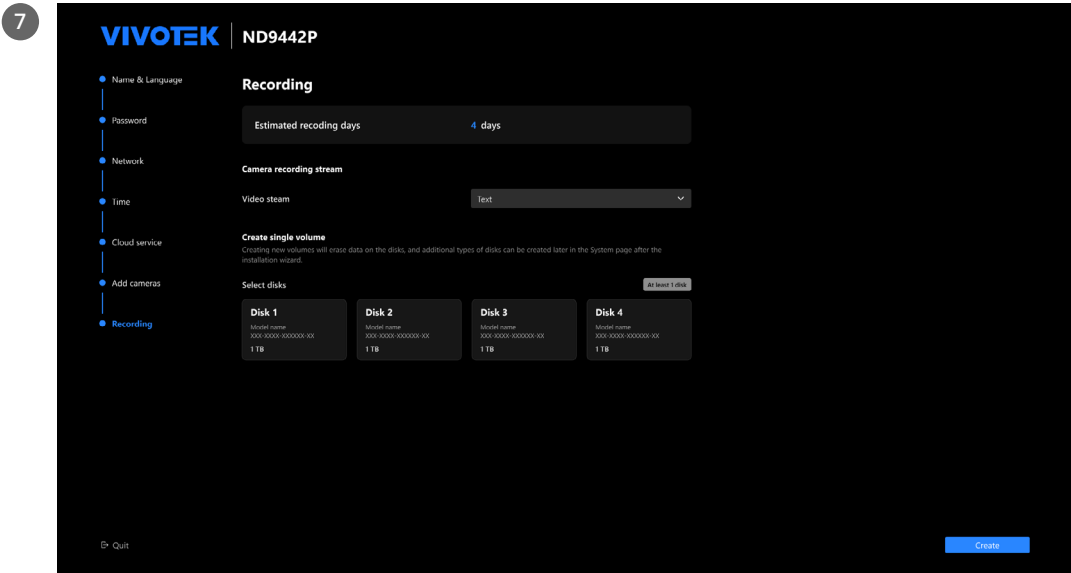 7
VIVOTEK ND9442P
Name & Language
Password
Network
Time
Cloud service
Add cameras
Recording
Recording
Estimated recoding days 4 days
Camera recording stream
Video steam Text
Create single volume
Creating new volumes will erase data on the disks, and additional types of disks can be created later in the System page after the
installation wizard.
Select disks At least 1 disk
Disk 1 Disk 2 Disk 3 Disk 4
Model name Model name Model name Model name
XXX-XXXX-XXXXXX-XX XXX-XXXX-XXXXXX-XX XXX-XXXX-XXXXXX-XX XXX-XXXX-XXXXXX-XX
1 TB 1 TB 1 TB 1 TB
Quit Create